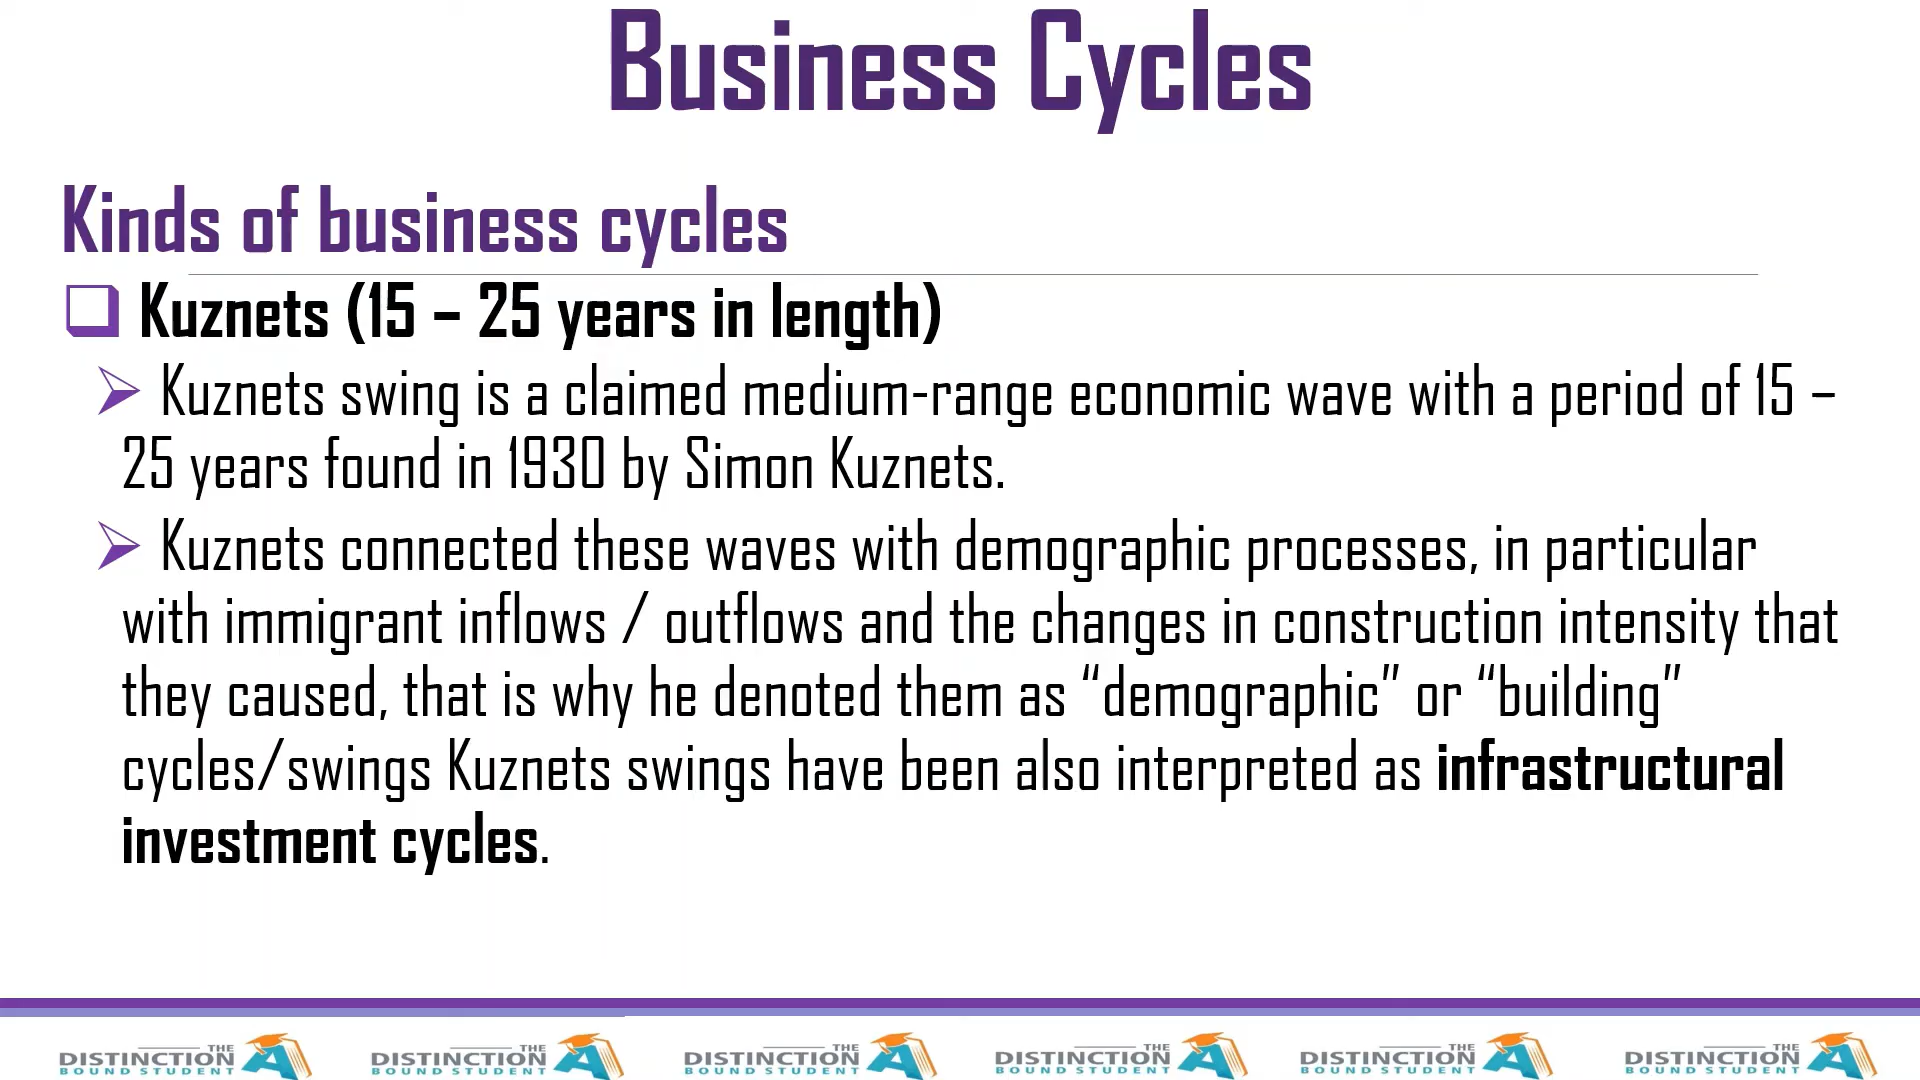 Business Cycles
Kinds of business cycles
Kuznets (15 – 25 years in length)
Kuznets swing is a claimed medium-range economic wave with a period of 15 –
25 years found in 1930 by Simon Kuznets.
Kuznets connected these waves with demographic processes, in particular
with immigrant inflows / outflows and the changes in construction intensity that
they caused, that is why he denoted them as “demographic” or “building”
cycles/swings Kuznets swings have been also interpreted as infrastructural
investment cycles.
THE DISTINCTION BOUND STUDENT A
THE DISTINCTION BOUND STUDENT A
THE DISTINCTION BOUND STUDENT A
THE DISTINCTION BOUND STUDENT A
THE DISTINCTION BOUND STUDENT A
THE DISTINCTION BOUND STUDENT A